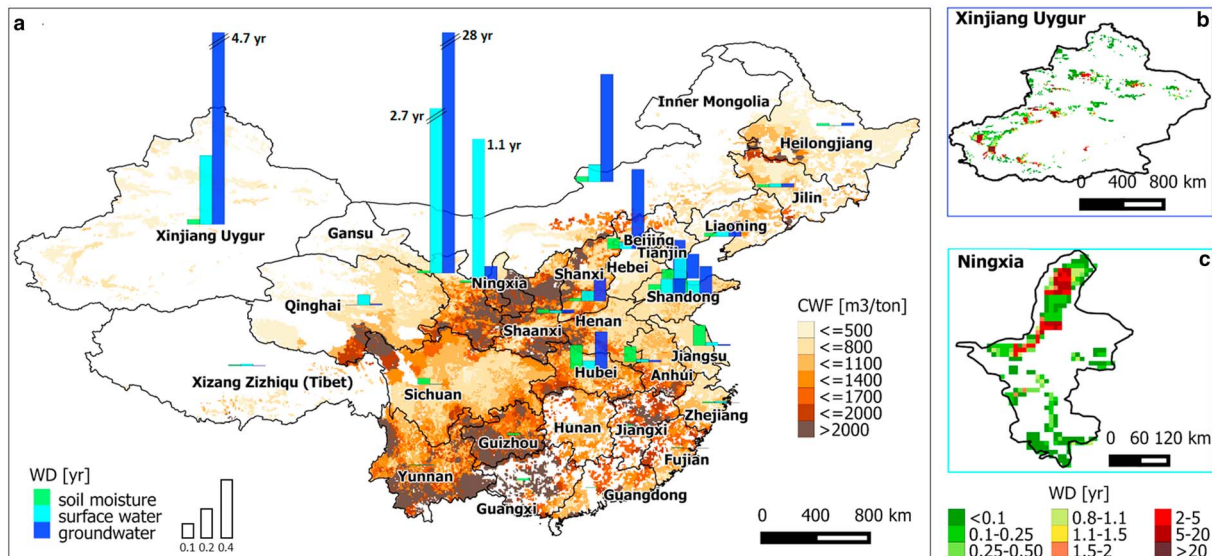 a
4.7 yr
28 yr
2.7 yr
1.1 yr
Inner Mongolia
Heilongjiang
Jilin
Liaoning
Xinjiang Uygur
Gansu
Beijing
Tianjin
Hebei
Shanxi
Ningxia
Shandong
Qinghai
Shaanxi
Henan
Jiangsu
Xizang Zizhiqu (Tibet)
Hubei
Anhui
Sichuan
Zhejiang
Hunan
Jiangxi
Guizhou
Fujian
Yunnan
Guangdong
Guangxi
CWF [m3/ton]
<=500
<=800
<=1100
<=1400
<=1700
<=2000
>2000
WD [yr]
soil moisture
surface water
groundwater
0.1 0.2 0.4
0 400 800 km
Xinjiang Uygur
b
0 400 800 km
Ningxia
c
0 60 120 km
WD [yr]
<0.1 0.8-1.1 2-5
0.1-0.25 1.1-1.5 5-20
0.25-0.50 1.5-2 >20